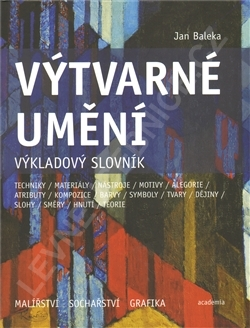 Jan Baleka
VÝTVARNÉ
UMĚNÍ
VÝKLADOVÝ SLOVNÍK
TECHNIKY / MATERIÁLY / NÁSTROJE / MOTIVY / ALEGORIE /
ATRIBUTY / KOMPOZICE / BARVY / SYMBOLY / TVARY / DĚJINY /
SLOHY / SMĚRY / HNUTÍ / TEORIE
MALÍŘSTVÍ SOCHAŘSTVÍ GRAFIKA
academia